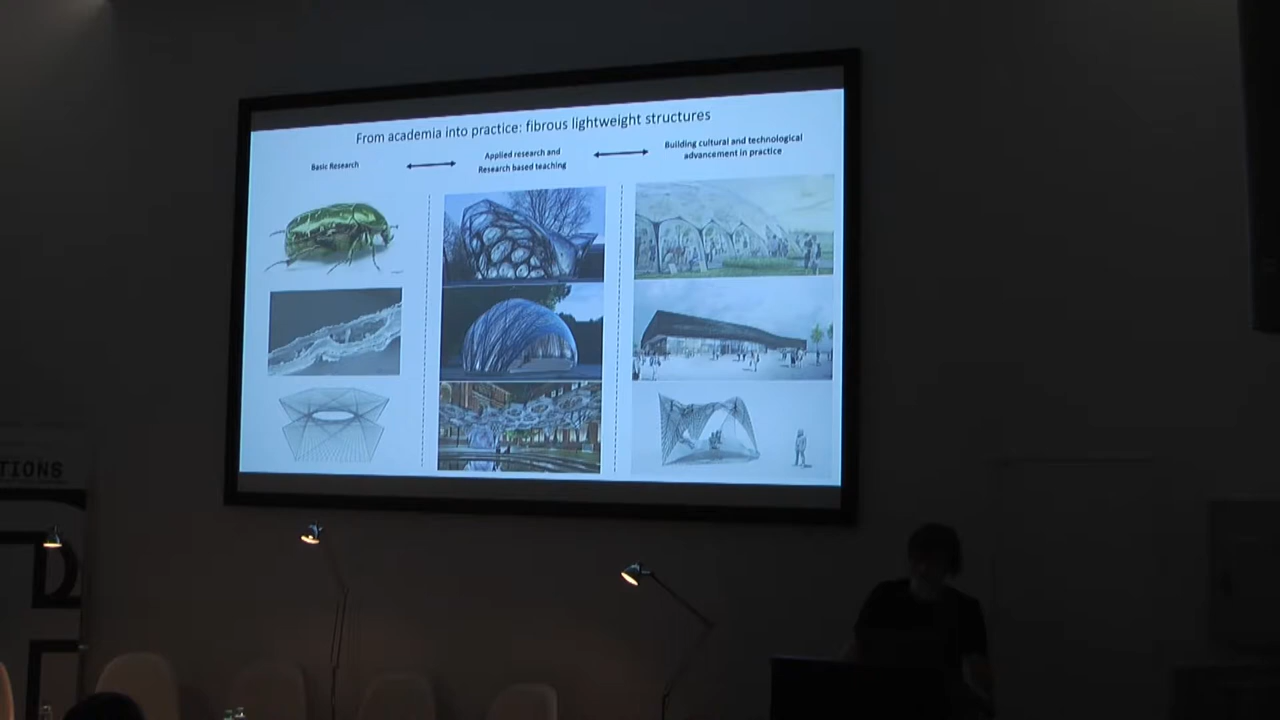 From academia into practice: fibrous lightweight structures
Basic Research
Applied research and
Research based teaching
Building cultural and technological
advancement in practice
TIONS
D